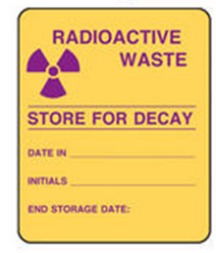 RADIOACTIVE
WASTE
STORE FOR DECAY
DATE IN
INITIALS
END STORAGE DATE: